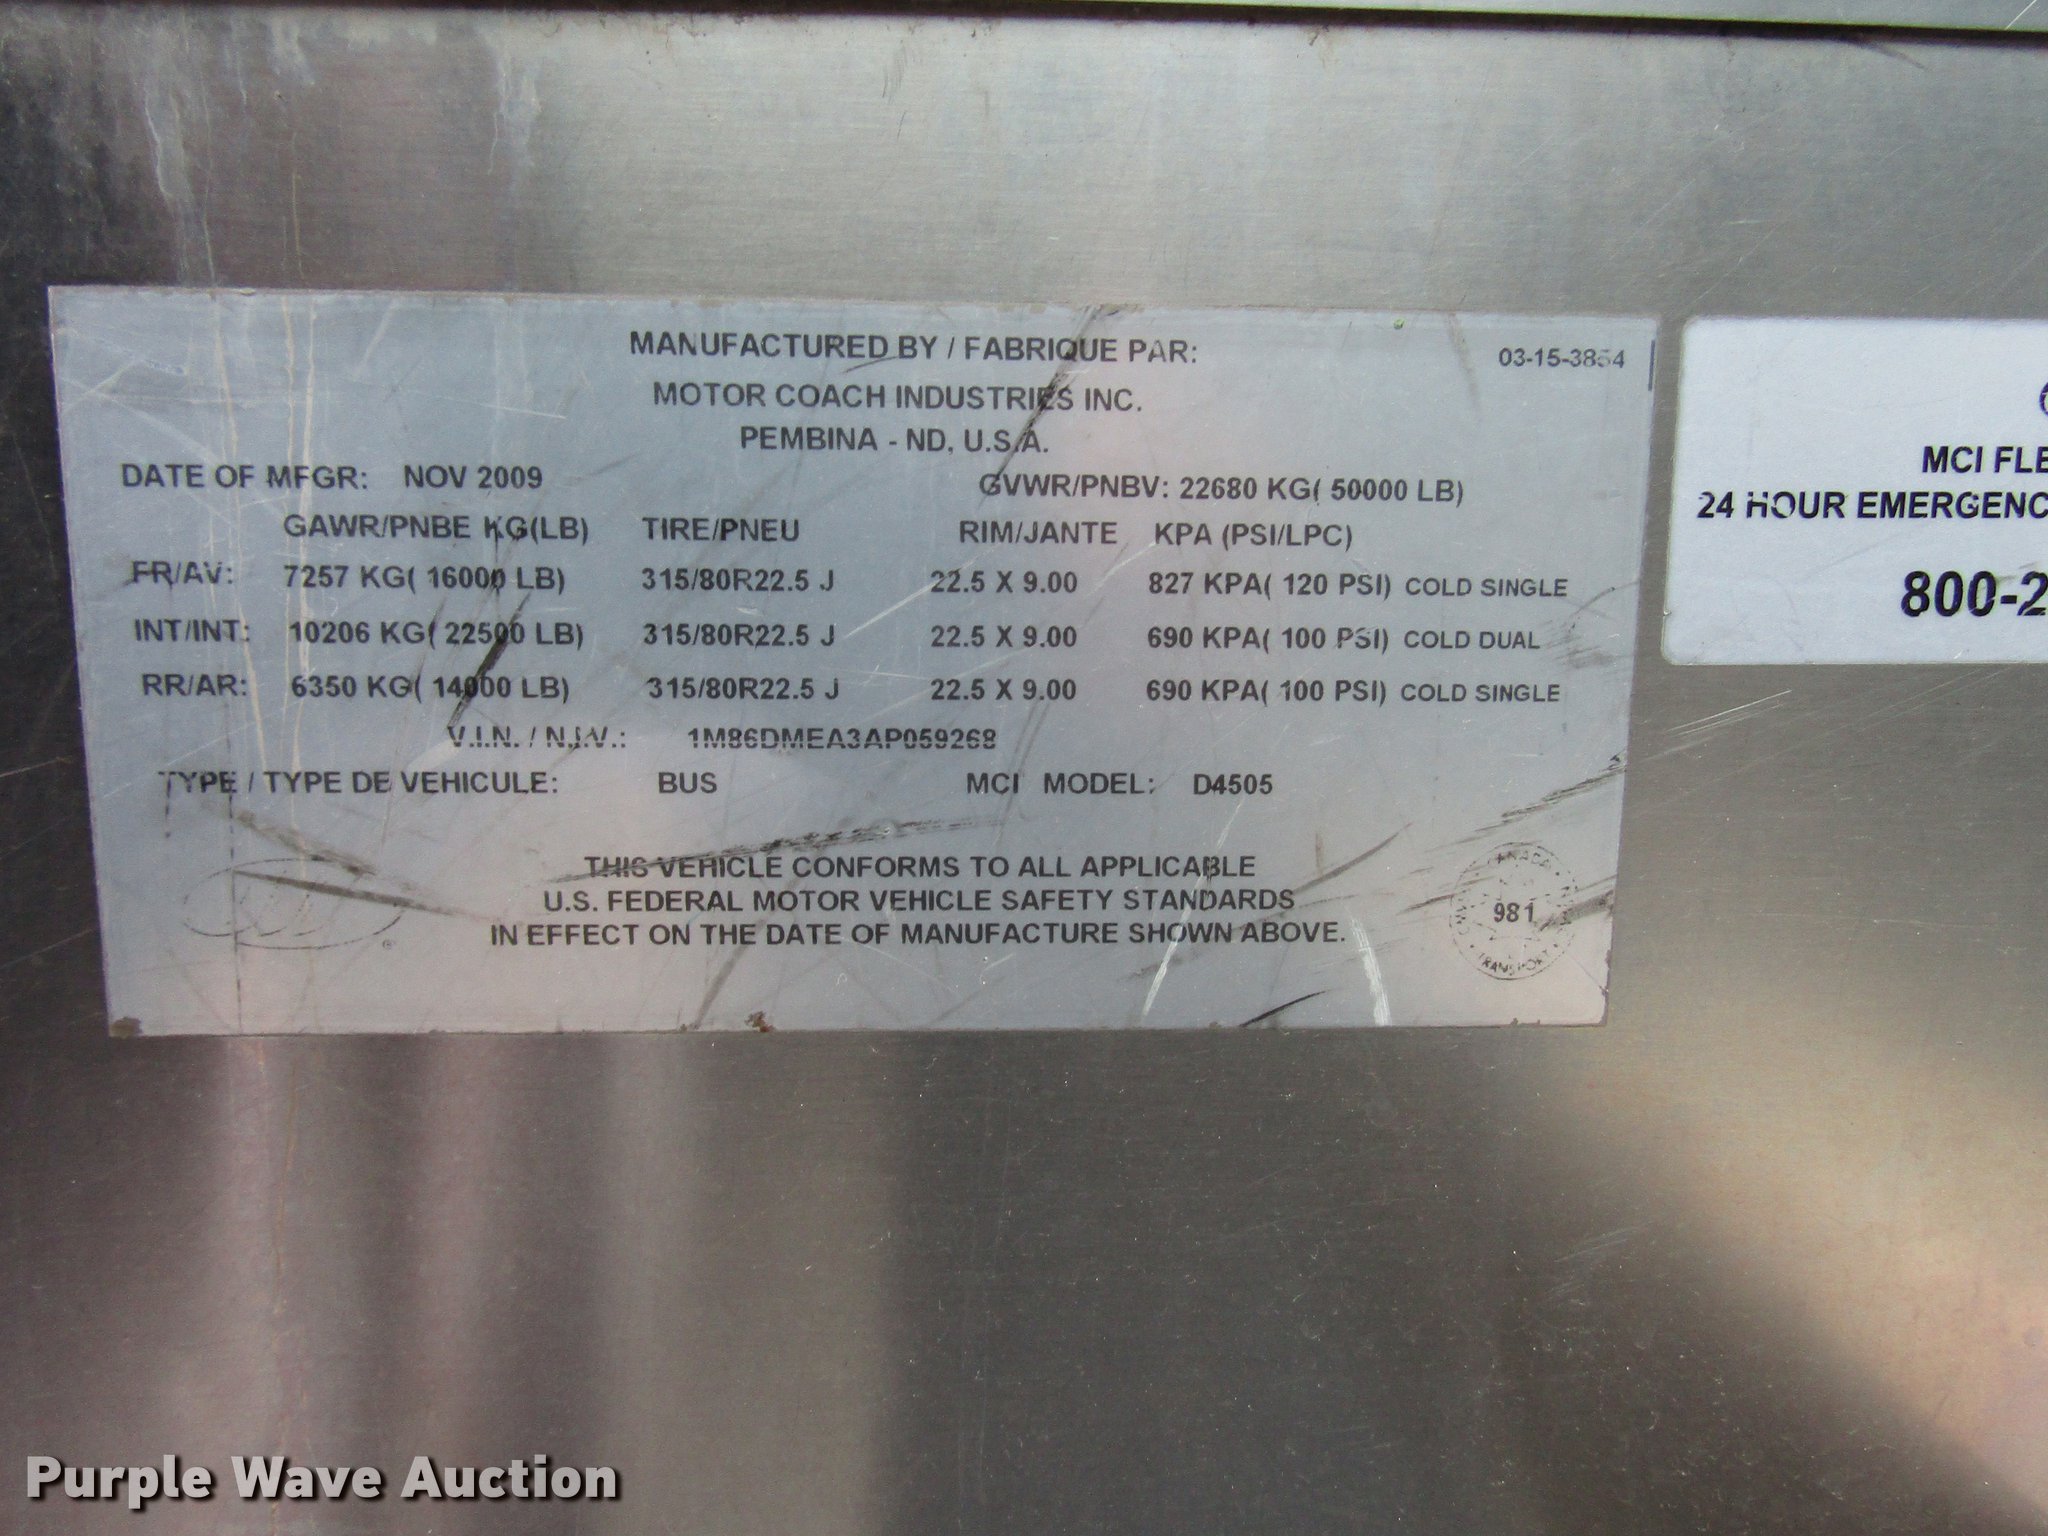 MANUFACTURED BY / FABRIQUE PAR:
03-15-3854
MOTOR COACH INDUSTRIES INC.
PEMBINA - ND, U.S.A.
DATE OF MFGR: NOV 2009 GVWR/PNBV: 22680 KG( 50000 LB)
GAWR/PNBE KG(LB) TIRE/PNEU RIM/JANTE KPA (PSI/LPC)
FR/AV: 7257 KG( 16000 LB) 315/80R22.5 J 22.5 X 9.00 827 KPA( 120 PSI) COLD SINGLE
INT/INT: 10206 KG( 22500 LB) 315/80R22.5 J 22.5 X 9.00 690 KPA( 100 PSI) COLD DUAL
RR/AR: 6350 KG( 14000 LB) 315/80R22.5 J 22.5 X 9.00 690 KPA( 100 PSI) COLD SINGLE
V.I.N. / N.I.V.: 1M86DMEA3AP059268
TYPE / TYPE DE VEHICULE: BUS MCI MODEL: D4505
THIS VEHICLE CONFORMS TO ALL APPLICABLE
U.S. FEDERAL MOTOR VEHICLE SAFETY STANDARDS
IN EFFECT ON THE DATE OF MANUFACTURE SHOWN ABOVE.
®
CANADA
981
TRANSPORT
MCI FLE
24 HOUR EMERGENC
800-2
Purple Wave Auction